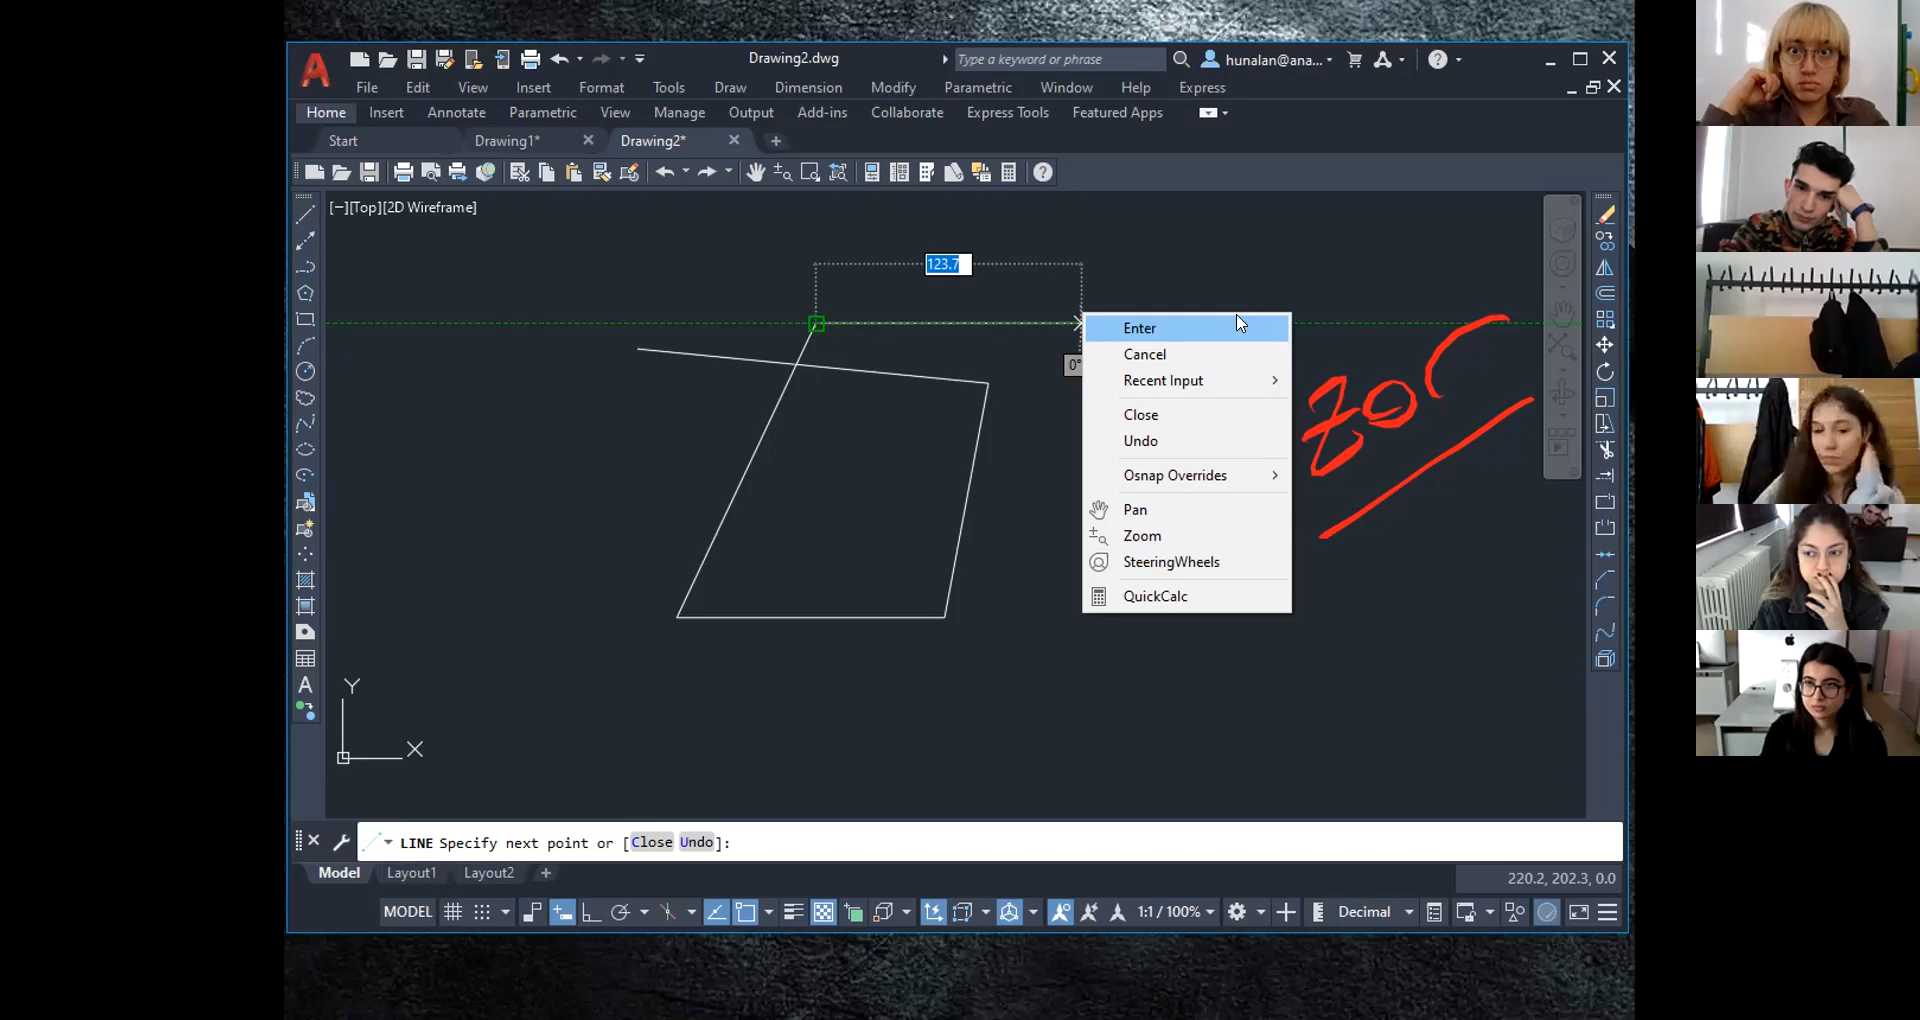 Drawing2.dwg
Type a keyword or phrase
hunalan@ana...
File Edit View Insert Format Tools Draw Dimension Modify Parametric Window Help Express
Home Insert Annotate Parametric View Manage Output Add-ins Collaborate Express Tools Featured Apps
Start Drawing1* Drawing2*
[−][Top][2D Wireframe]
123.7
0°
Enter
Cancel
Recent Input
Close
Undo
Osnap Overrides
Pan
Zoom
SteeringWheels
QuickCalc
zor
Y
X
LINE Specify next point or [Close Undo]:
Model Layout1 Layout2
220.2, 202.3, 0.0
MODEL 1:1 / 100% Decimal